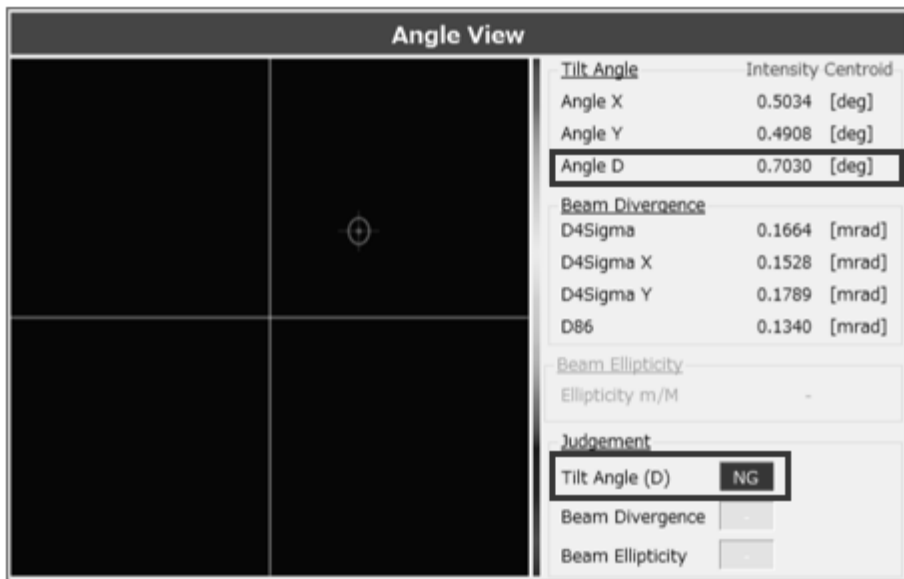 Angle View
Tilt Angle Intensity Centroid
Angle X 0.5034 [deg]
Angle Y 0.4908 [deg]
Angle D 0.7030 [deg]
Beam Divergence
D4Sigma 0.1664 [mrad]
D4Sigma X 0.1528 [mrad]
D4Sigma Y 0.1789 [mrad]
D86 0.1340 [mrad]
Beam Ellipticity
Ellipticity m/M -
Judgement
Tilt Angle (D) NG
Beam Divergence -
Beam Ellipticity -